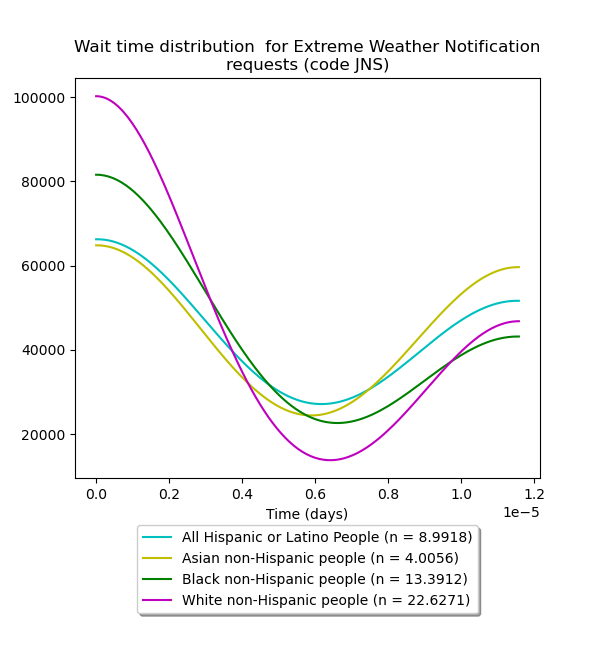 Wait time distribution  for Extreme Weather Notification
requests (code JNS)
100000
80000
60000
40000
20000
0.0 0.2 0.4 0.6 0.8 1.0 1.2
1e−5
Time (days)
All Hispanic or Latino People (n = 8.9918)
Asian non-Hispanic people (n = 4.0056)
Black non-Hispanic people (n = 13.3912)
White non-Hispanic people (n = 22.6271)